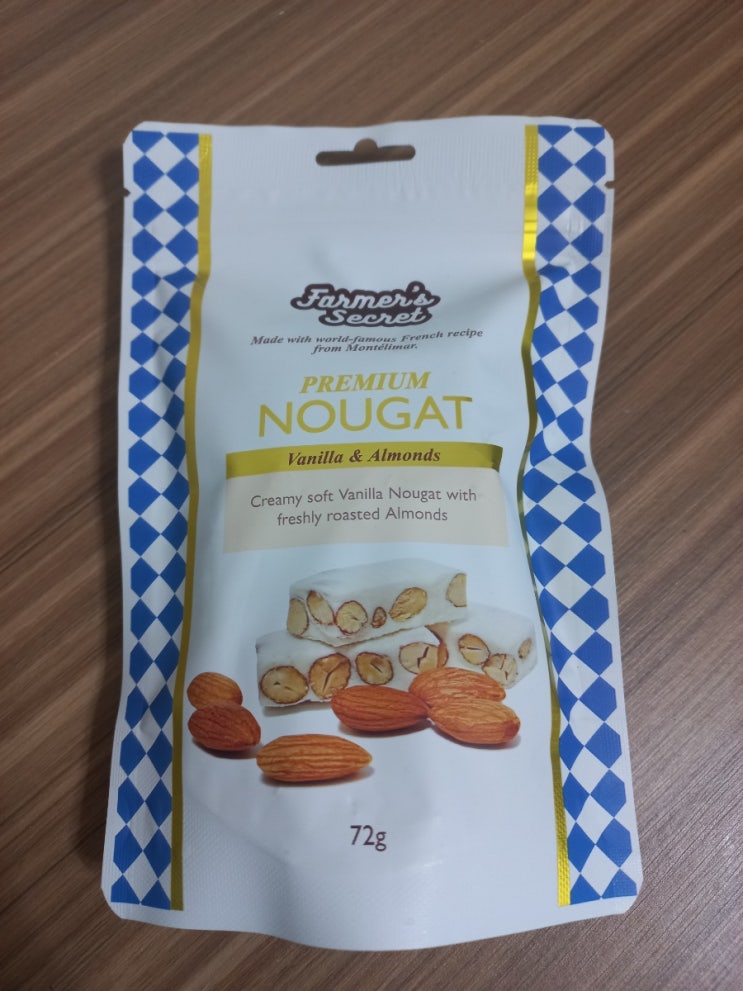 Farmer's
Secret
Made with world-famous French recipe
from Montélimar.
PREMIUM
NOUGAT
Vanilla & Almonds
Creamy soft Vanilla Nougat with
freshly roasted Almonds
72g